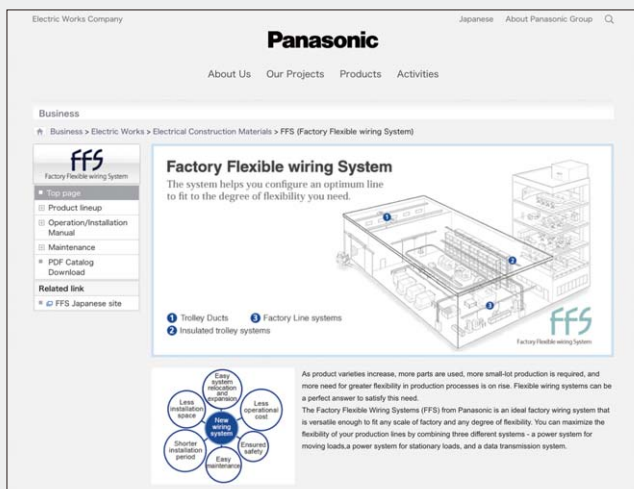 Electric Works Company
Japanese About Panasonic Group
Panasonic
About Us Our Projects Products Activities
Business
Business > Electric Works > Electrical Construction Materials > FFS (Factory Flexible wiring System)
FFS
Factory Flexible wiring System
Top page
Product lineup
Operation/Installation
Manual
Maintenance
PDF Catalog
Download
Related link
FFS Japanese site
Factory Flexible wiring System
The system helps you configure an optimum line
to fit to the degree of flexibility you need.
1
2
3
1 Trolley Ducts 3 Factory Line systems
2 Insulated trolley systems
FFS
Factory Flexible wiring System
Easy
system
relocation
and
expansion
Less
installation
space
Less
operational
cost
New
wiring
system
Shorter
installation
period
Ensured
safety
Easy
maintenance
As product varieties increase, more parts are used, more small-lot production is required, and
more need for greater flexibility in production processes is on rise. Flexible wiring systems can be
a perfect answer to satisfy this need.
The Factory Flexible Wiring Systems (FFS) from Panasonic is an ideal factory wiring system that
is versatile enough to fit any scale of factory and any degree of flexibility. You can maximize the
flexibility of your production lines by combining three different systems - a power system for
moving loads,a power system for stationary loads, and a data transmission system.